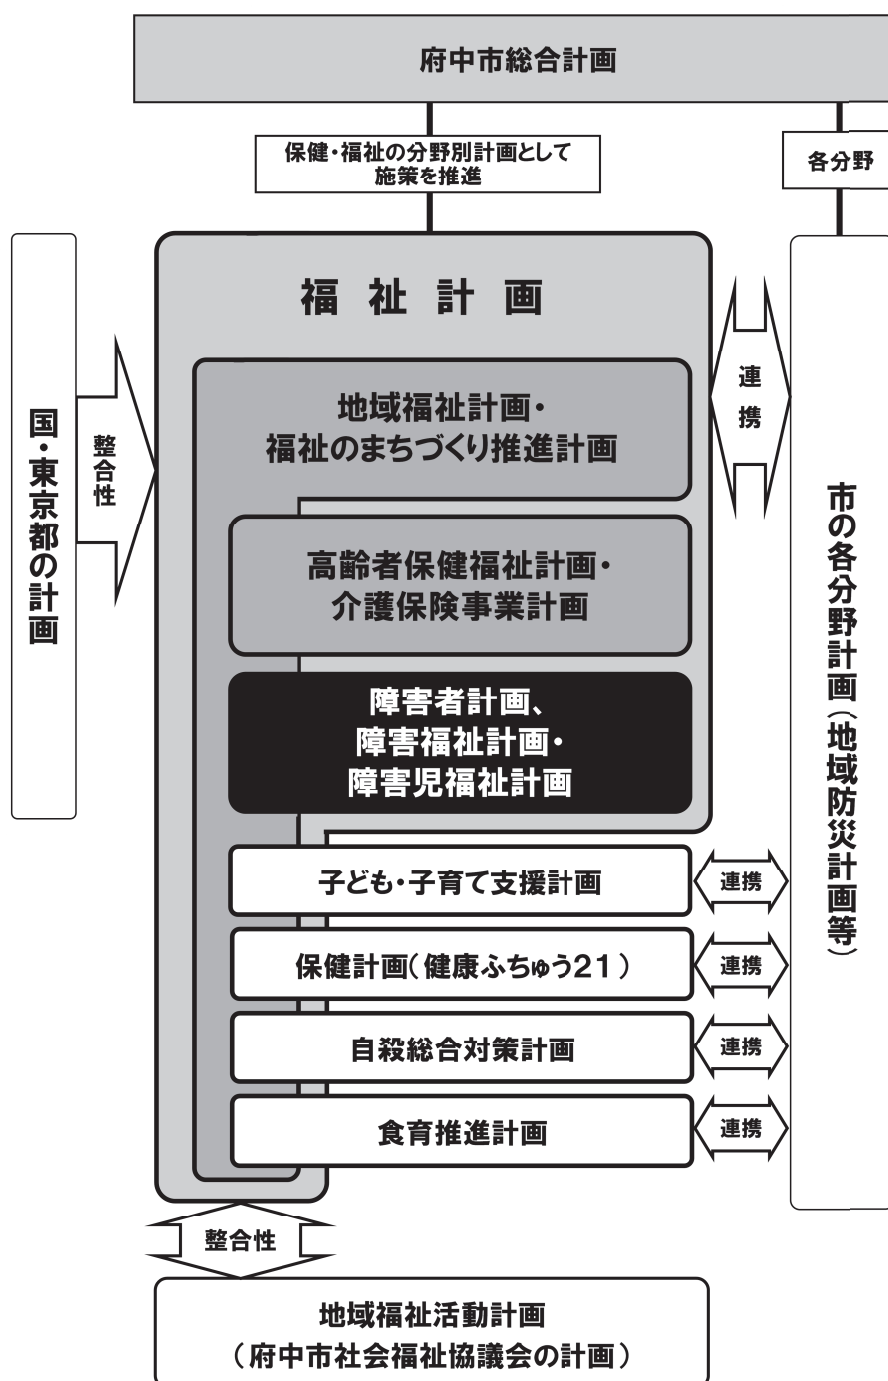 府中市総合計画
保健・福祉の分野別計画として
施策を推進
各分野
国・東京都の計画
整合性
福祉計画
地域福祉計画・
福祉のまちづくり推進計画
高齢者保健福祉計画・
介護保険事業計画
障害者計画、
障害福祉計画・
障害児福祉計画
連携
市の各分野計画（地域防災計画等）
子ども・子育て支援計画
連携
保健計画（健康ふちゅう21）
連携
自殺総合対策計画
連携
食育推進計画
連携
整合性
地域福祉活動計画
（府中市社会福祉協議会の計画）